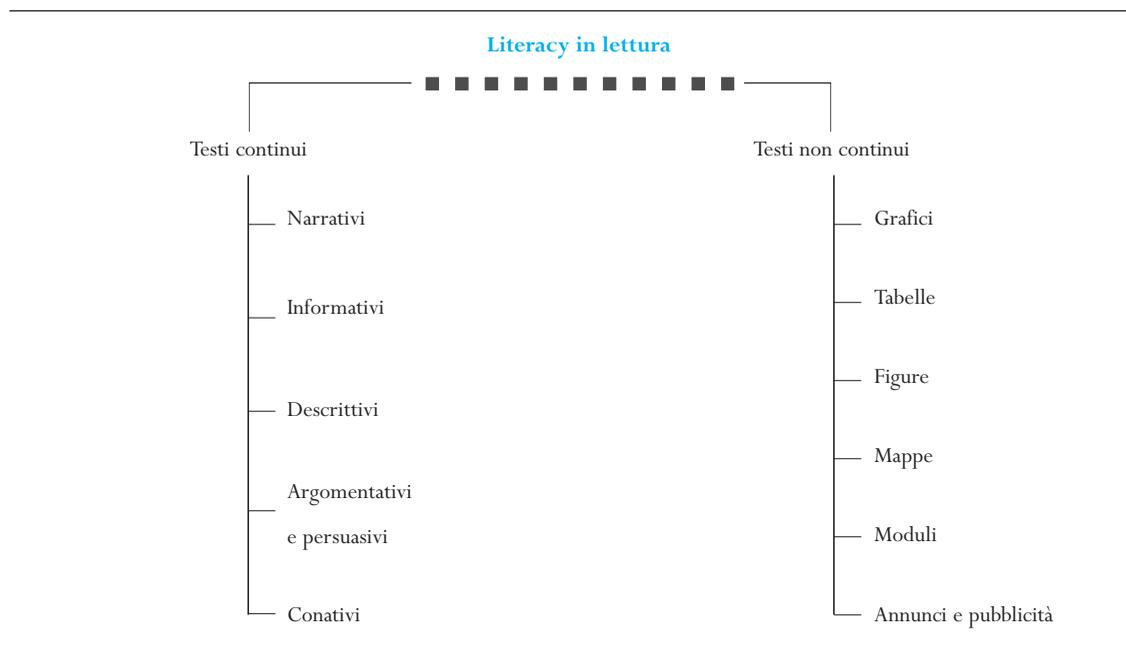 Literacy in lettura
Testi continui
Narrativi
Informativi
Descrittivi
Argomentativi
e persuasivi
Conativi
Testi non continui
Grafici
Tabelle
Figure
Mappe
Moduli
Annunci e pubblicità